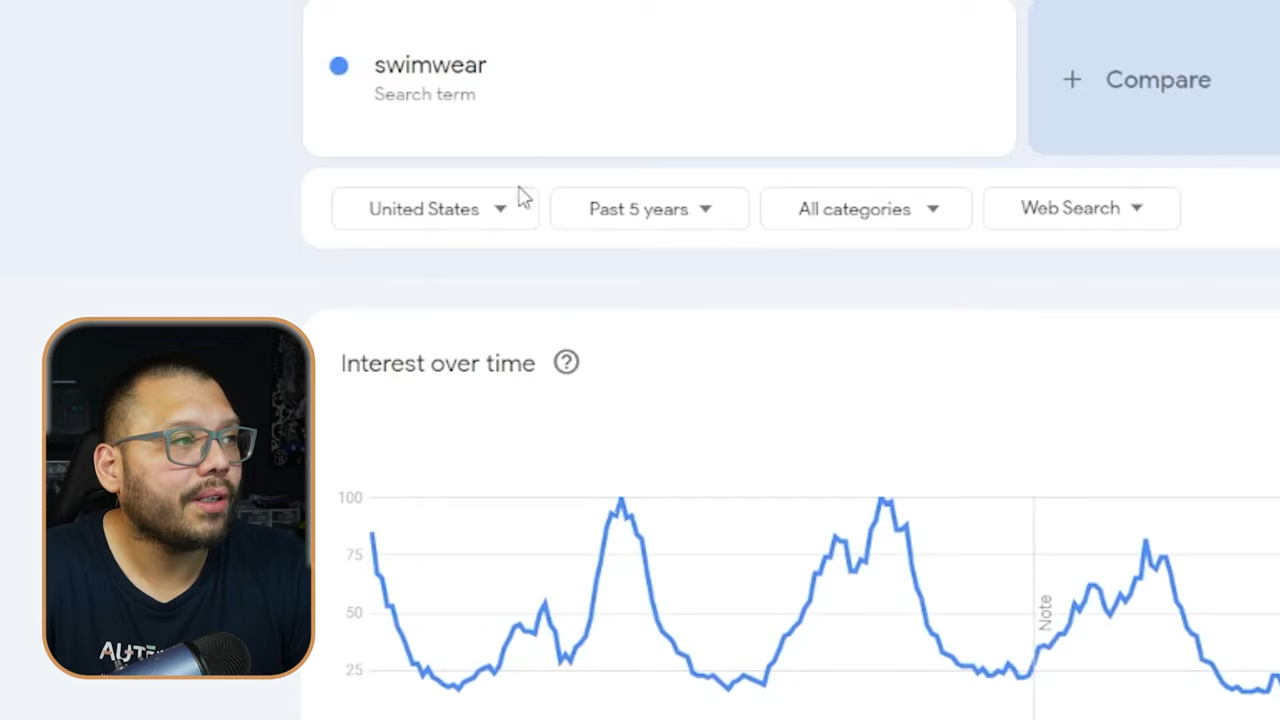 swimwear
Search term
+ Compare
United States
Past 5 years
All categories
Web Search
Interest over time ?
100
75
50
25
Note